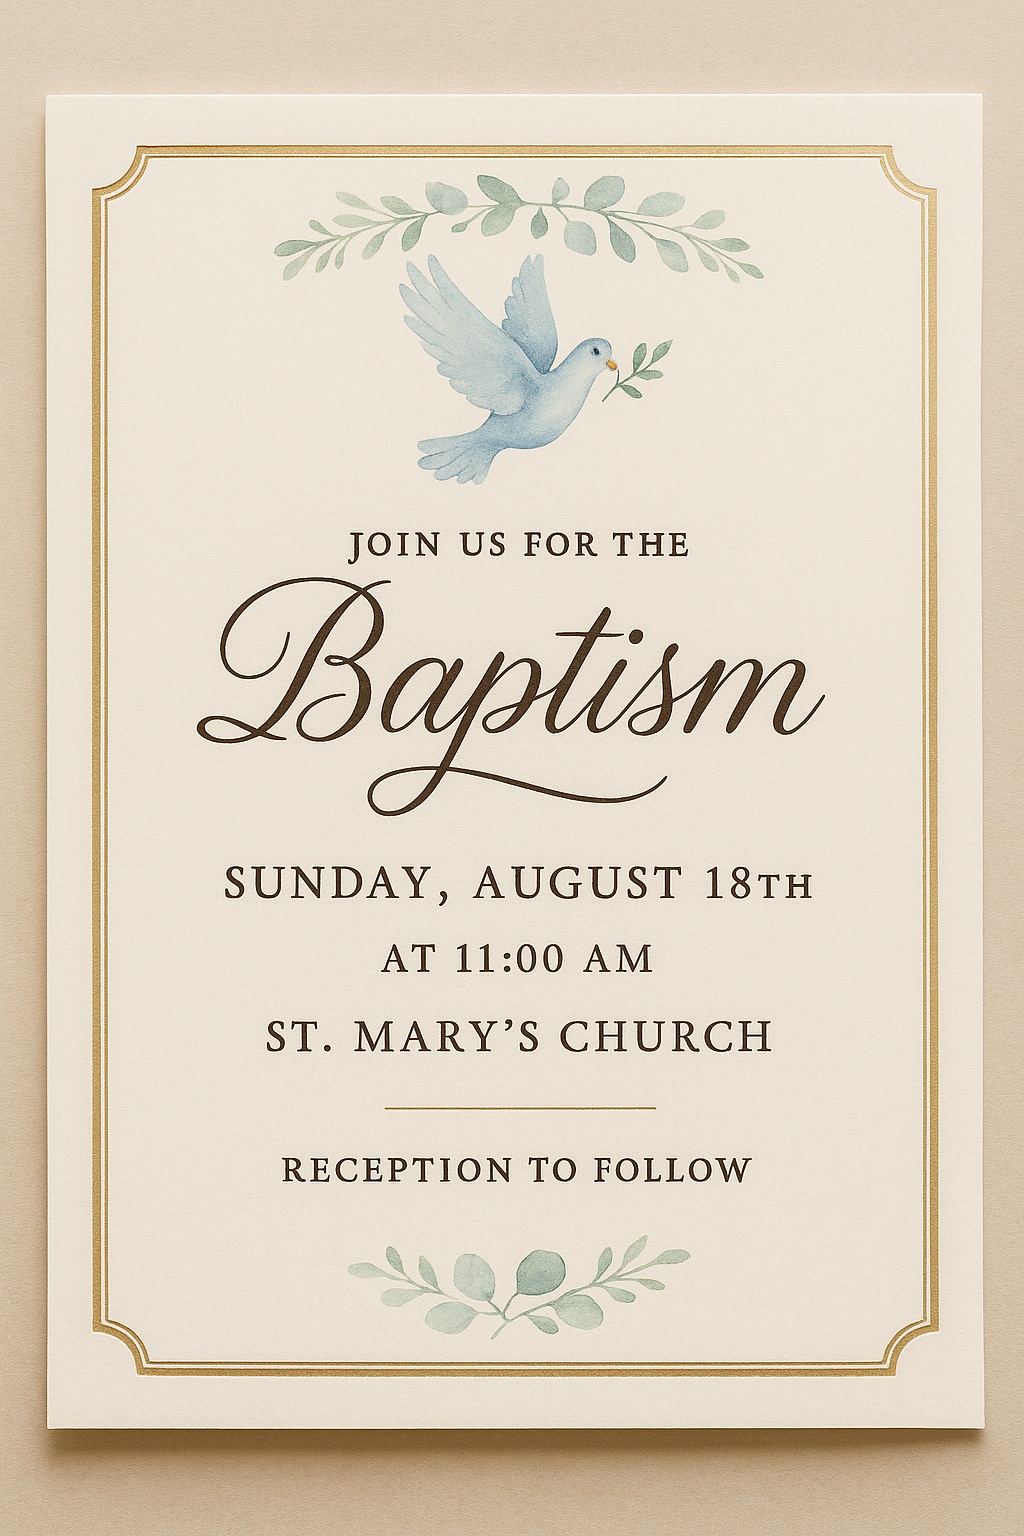 JOIN US FOR THE
Baptism
SUNDAY, AUGUST 18TH
AT 11:00 AM
ST. MARY’S CHURCH
RECEPTION TO FOLLOW